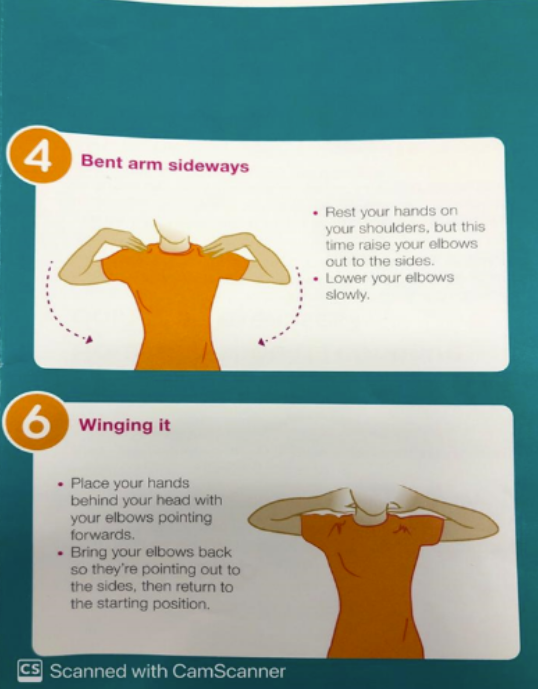 4
Bent arm sideways
• Rest your hands on
your shoulders, but this
time raise your elbows
out to the sides.
• Lower your elbows
slowly.
6
Winging it
• Place your hands
behind your head with
your elbows pointing
forwards.
• Bring your elbows back
so they're pointing out to
the sides, then return to
the starting position.
CS Scanned with CamScanner